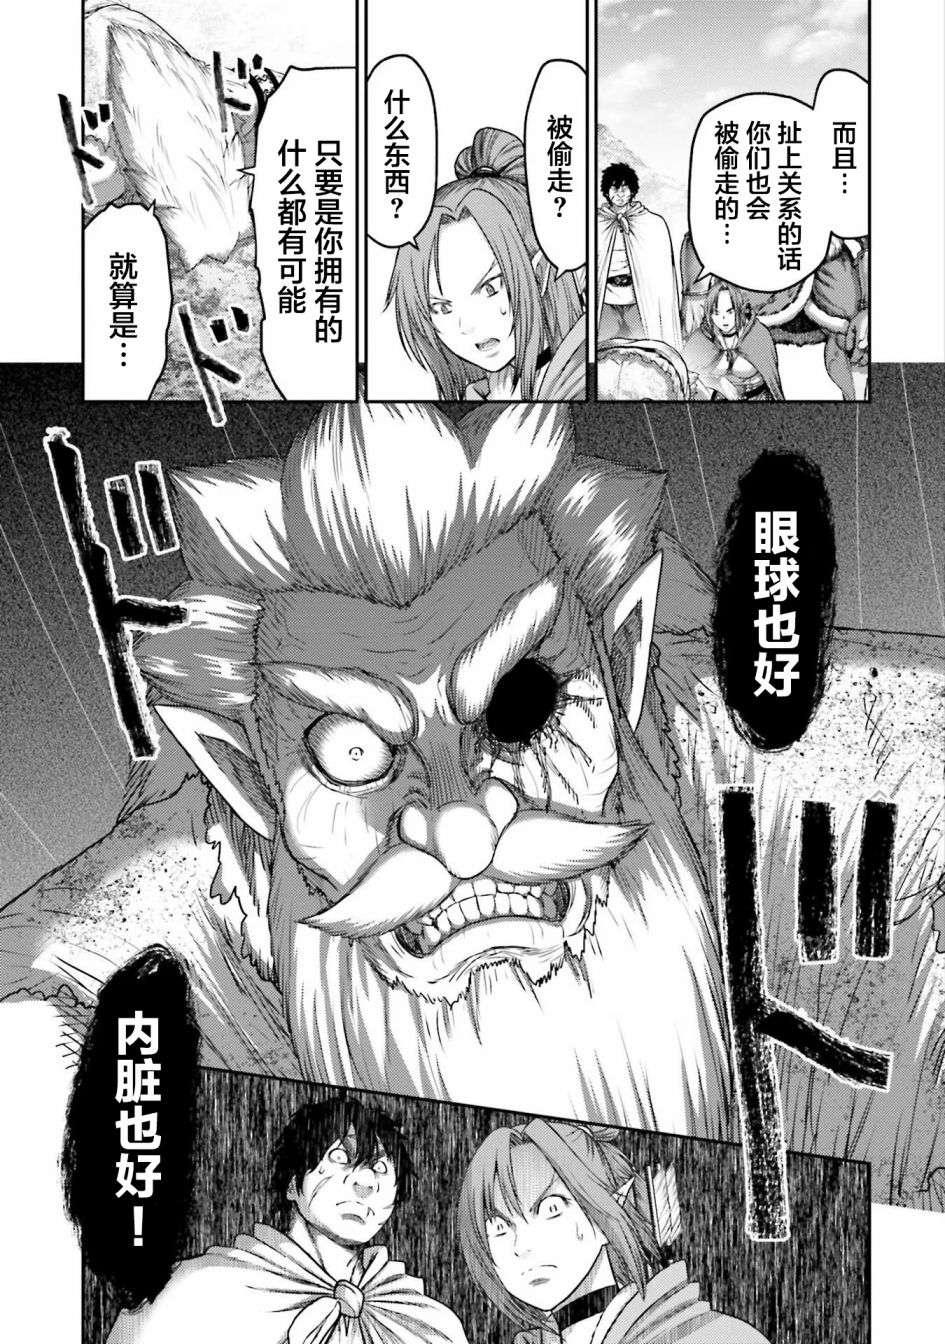 而且…
扯上关系的话
你们也会
被偷走的…
被偷走？
什么东西？
只要是你拥有的
什么都有可能
就算是…
ド
ド
ド
眼球也好
ド
ド
内脏也好！